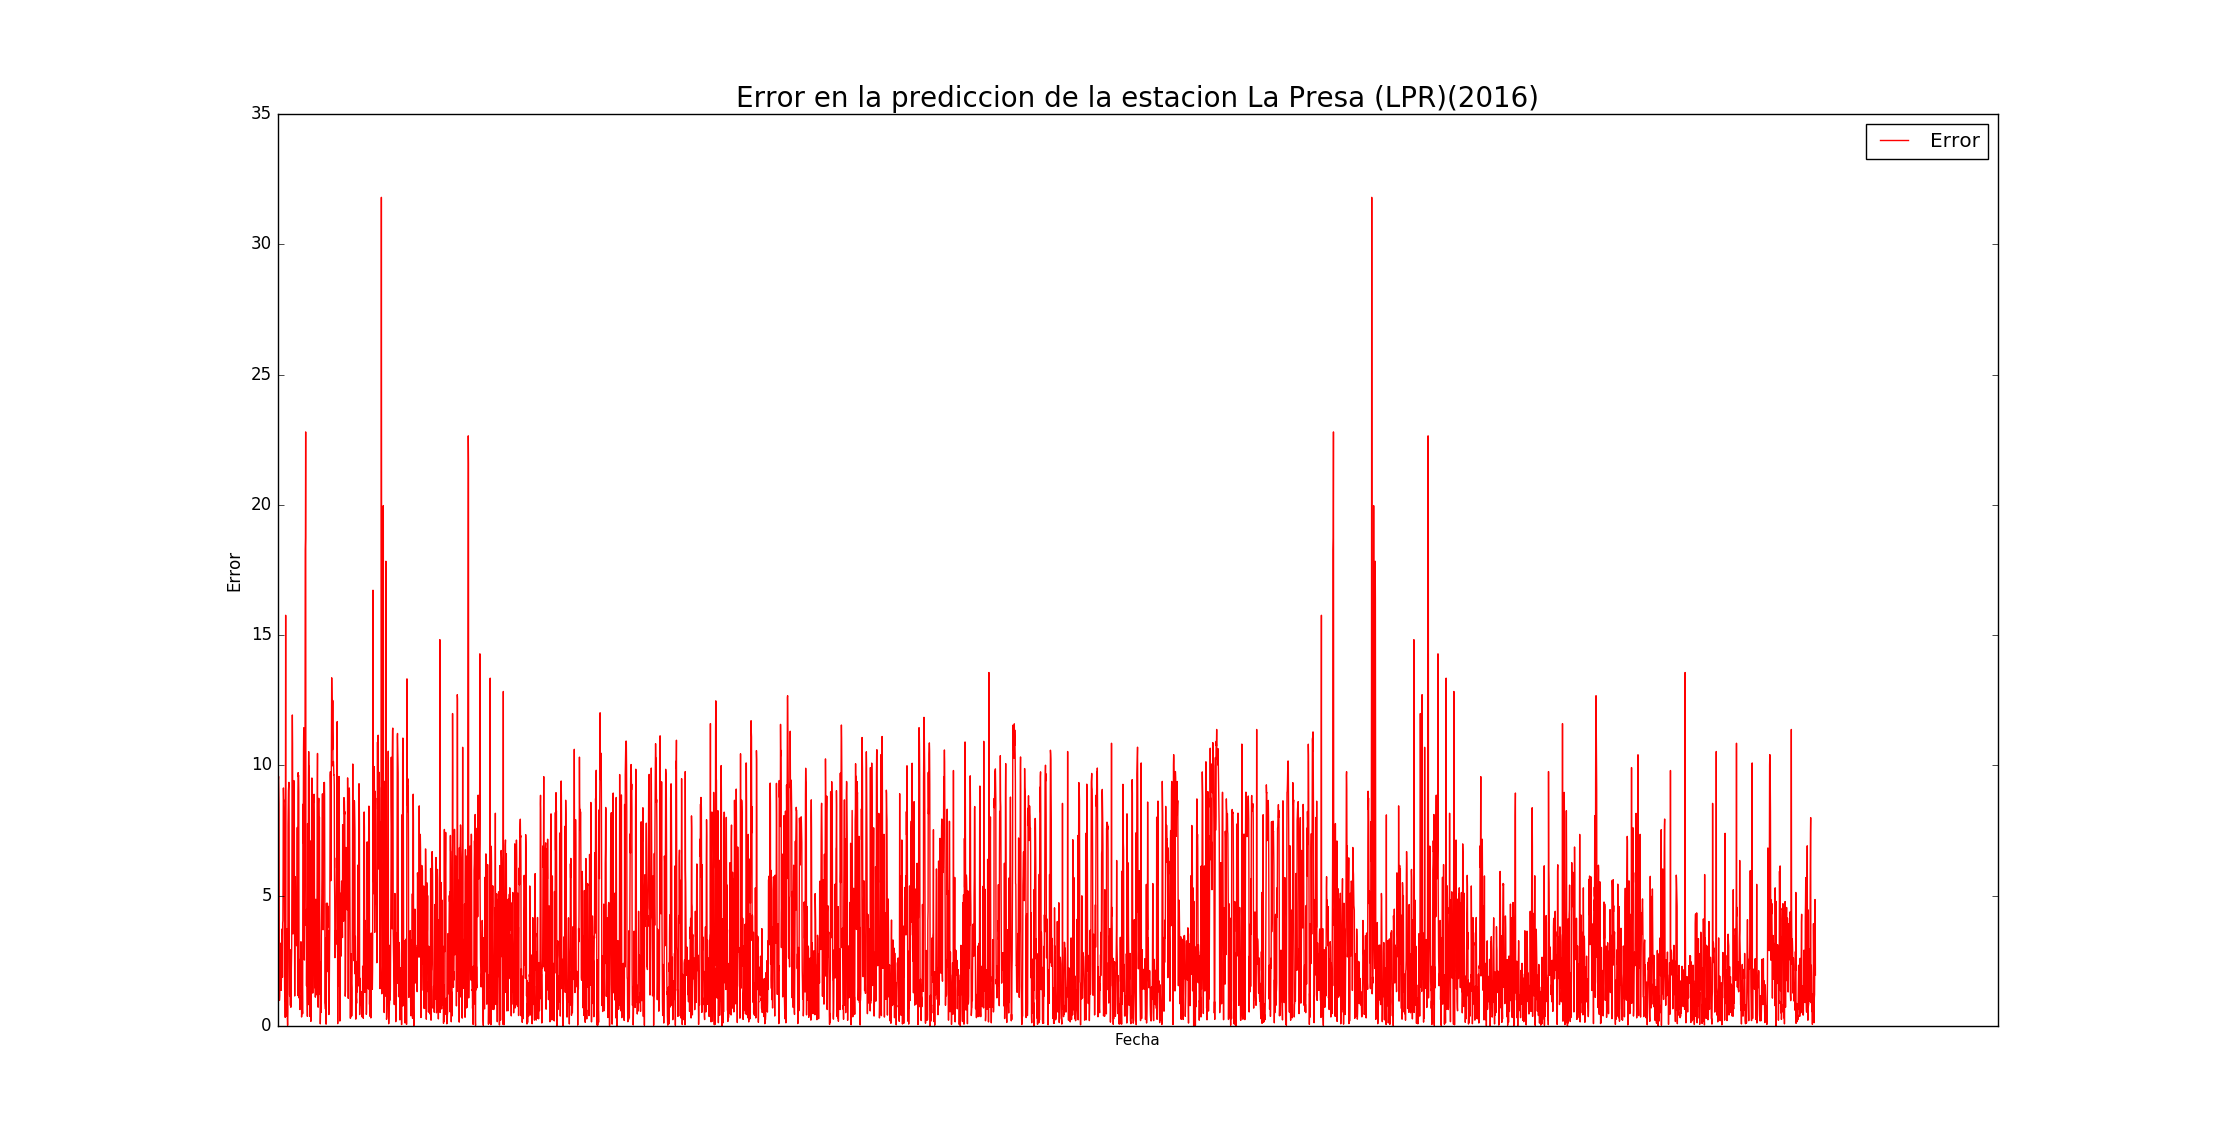 Error en la prediccion de la estacion La Presa (LPR)(2016)
35
Error
30
25
20
15
10
5
0
Error
Fecha